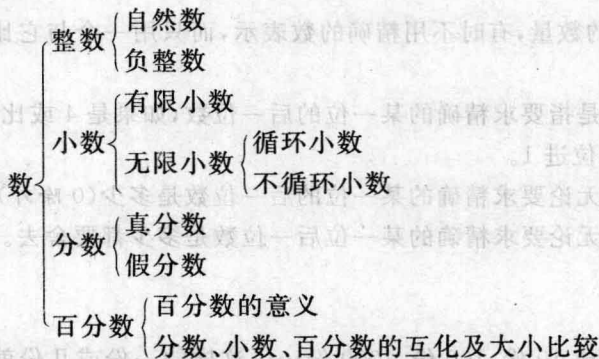 自然数
整数
负整数
有限小数
小数
循环小数
无限小数
不循环小数
数
真分数
分数
假分数
百分数的意义
百分数
分数、小数、百分数的互化及大小比较